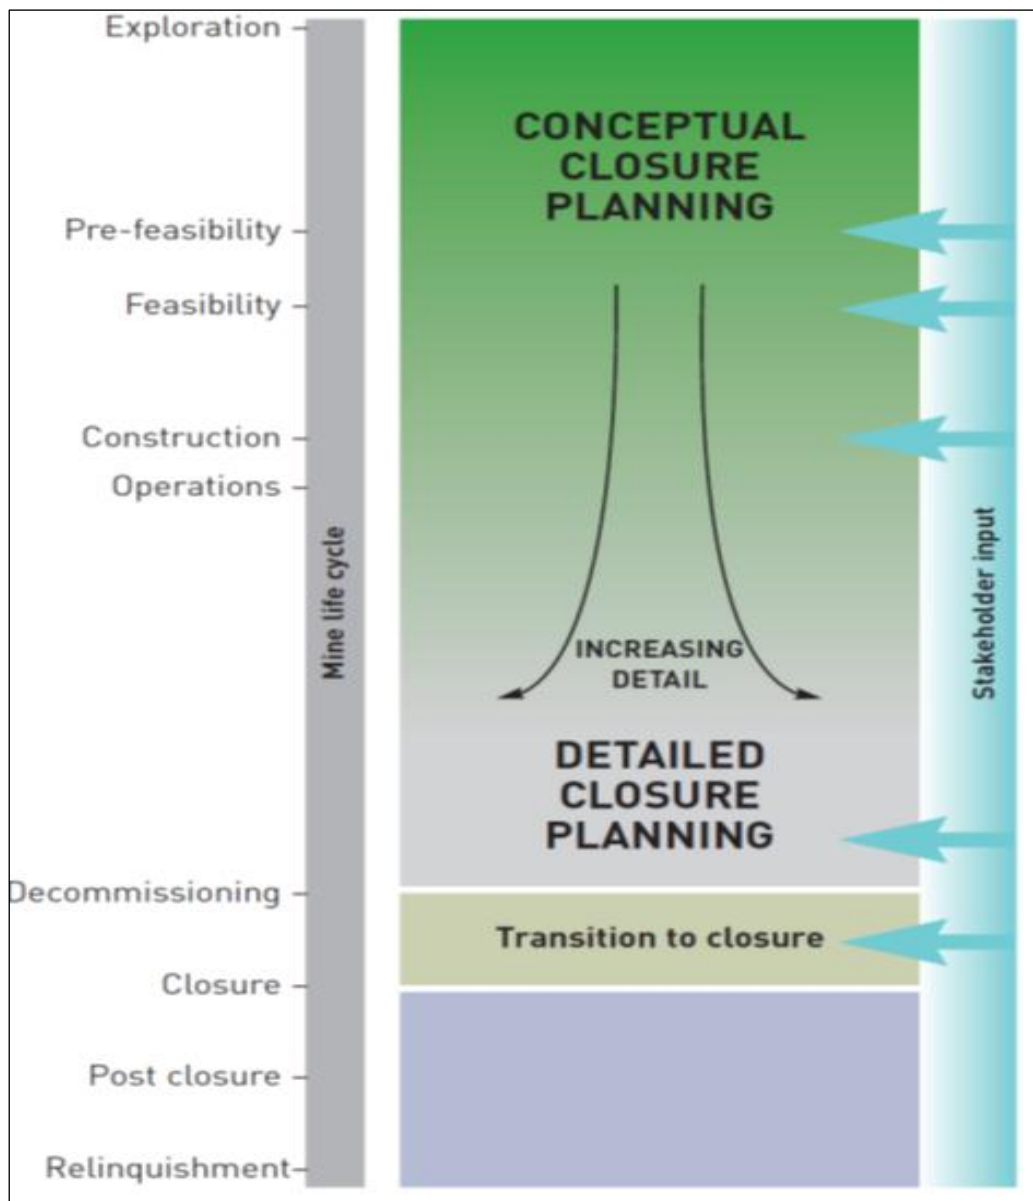 Exploration
CONCEPTUAL
CLOSURE
PLANNING
Pre-feasibility
Feasibility
Construction
Operations
Mine life cycle
Stakeholder input
INCREASING
DETAIL
DETAILED
CLOSURE
PLANNING
Decommissioning
Transition to closure
Closure
Post closure
Relinquishment